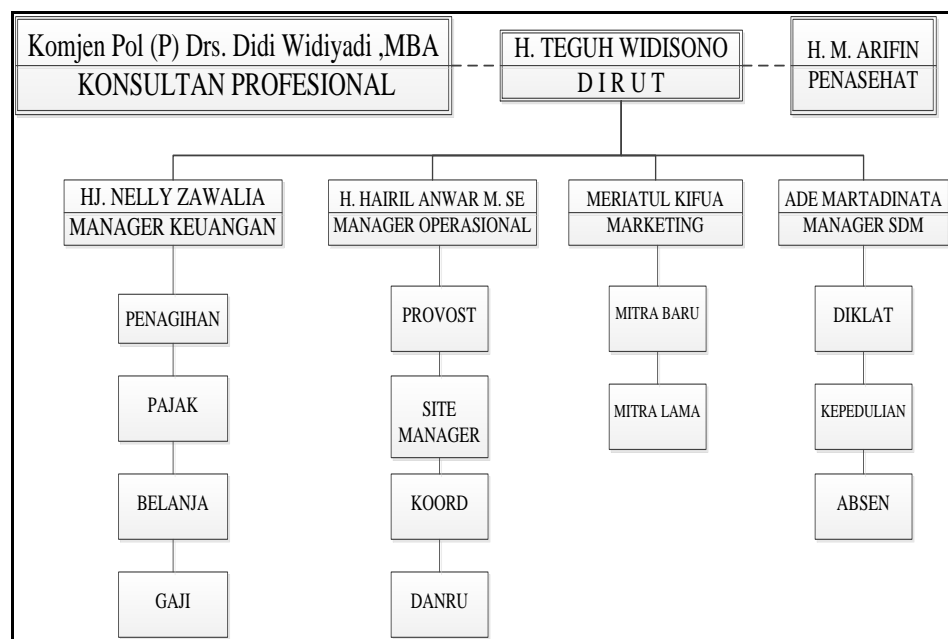 Komjen Pol (P) Drs. Didi Widiyadi ,MBA
KONSULTAN PROFESIONAL
H. TEGUH WIDISONO
D I R U T
H. M. ARIFIN
PENASEHAT
HJ. NELLY ZAWALIA
MANAGER KEUANGAN
H. HAIRIL ANWAR M. SE
MANAGER OPERASIONAL
MERIATUL KIFUA
MARKETING
ADE MARTADINATA
MANAGER SDM
PENAGIHAN
PROVOST
MITRA BARU
DIKLAT
PAJAK
SITE
MANAGER
MITRA LAMA
KEPEDULIAN
BELANJA
KOORD
ABSEN
GAJI
DANRU